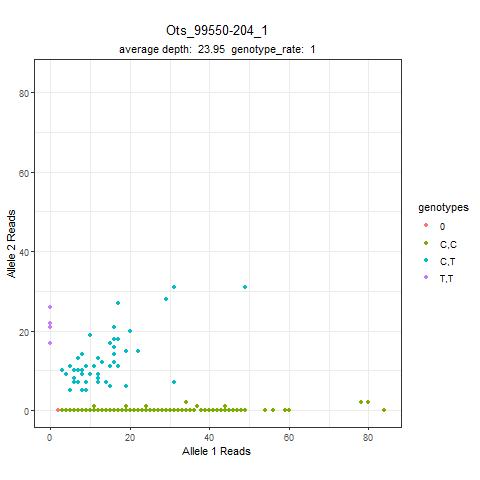 Ots_99550-204_1
average depth: 23.95 genotype_rate: 1
80
60
40
20
0
Allele 2 Reads
0 20 40 60 80
Allele 1 Reads
genotypes
0
C,C
C,T
T,T